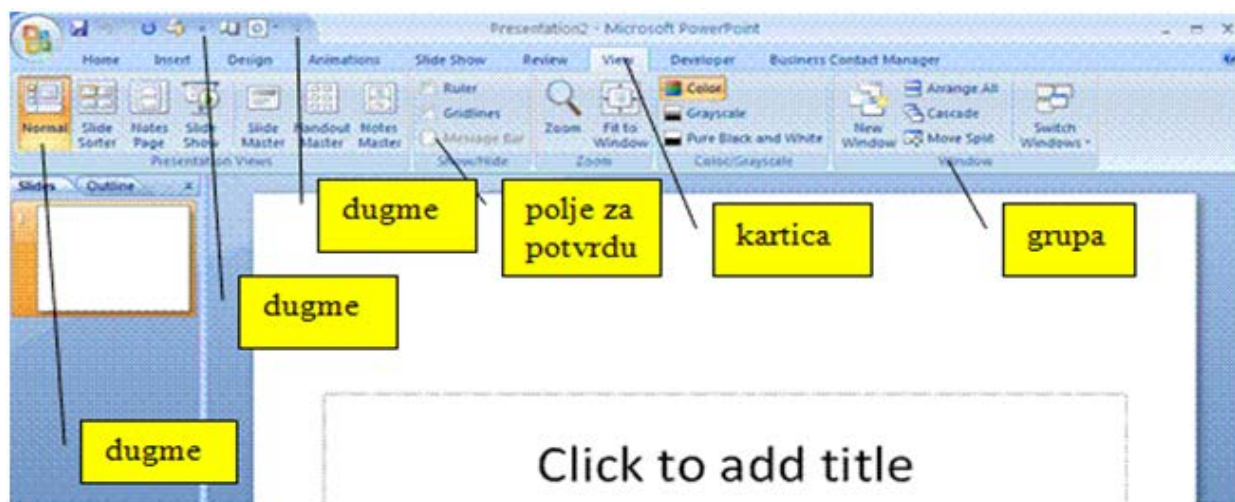 Presentation2 - Microsoft PowerPoint
Home Insert Design Animations Slide Show Review View Developer Business Contact Manager
Normal
Slide Sorter
Notes Page
Slide Show
Slide Master
Handout Master
Notes Master
Presentation Views
Ruler
Gridlines
Message Bar
Show/Hide
Zoom
Fit to Window
Zoom
Color
Grayscale
Pure Black and White
Color/Grayscale
New Window
Arrange All
Cascade
Move Split
Switch Windows
Window
Slides Outline
dugme
polje za
potvrdu
kartica
grupa
dugme
dugme
Click to add title